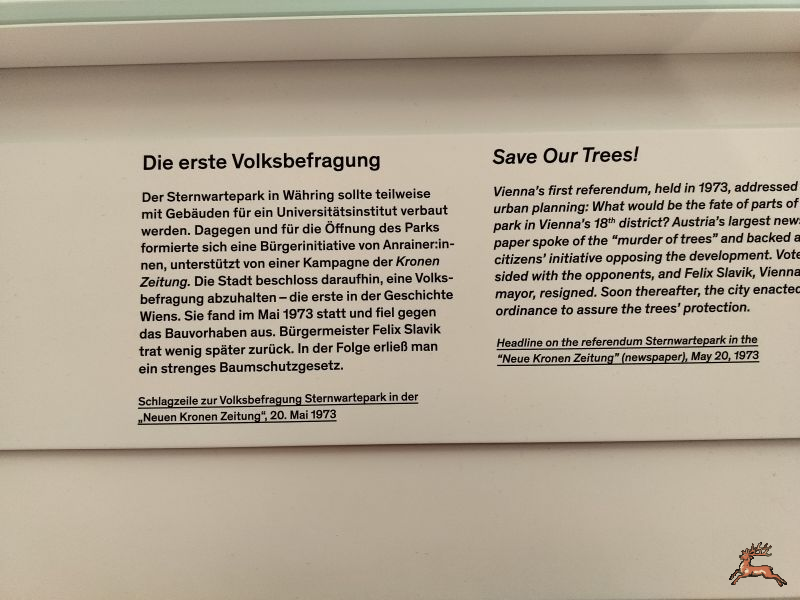 Die erste Volksbefragung
Der Sternwartepark in Währing sollte teilweise
mit Gebäuden für ein Universitätsinstitut verbaut
werden. Dagegen und für die Öffnung des Parks
formierte sich eine Bürgerinitiative von Anrainer:in-
nen, unterstützt von einer Kampagne der Kronen
Zeitung. Die Stadt beschloss daraufhin, eine Volks-
befragung abzuhalten – die erste in der Geschichte
Wiens. Sie fand im Mai 1973 statt und fiel gegen
das Bauvorhaben aus. Bürgermeister Felix Slavik
trat wenig später zurück. In der Folge erließ man
ein strenges Baumschutzgesetz.
Schlagzeile zur Volksbefragung Sternwartepark in der
„Neuen Kronen Zeitung“, 20. Mai 1973
Save Our Trees!
Vienna's first referendum, held in 1973, addressed
urban planning: What would be the fate of parts of
park in Vienna's 18th district? Austria's largest news
paper spoke of the “murder of trees” and backed a
citizens' initiative opposing the development. Vote
sided with the opponents, and Felix Slavik, Vienna
mayor, resigned. Soon thereafter, the city enacted
ordinance to assure the trees' protection.
Headline on the referendum Sternwartepark in the
“Neue Kronen Zeitung” (newspaper), May 20, 1973